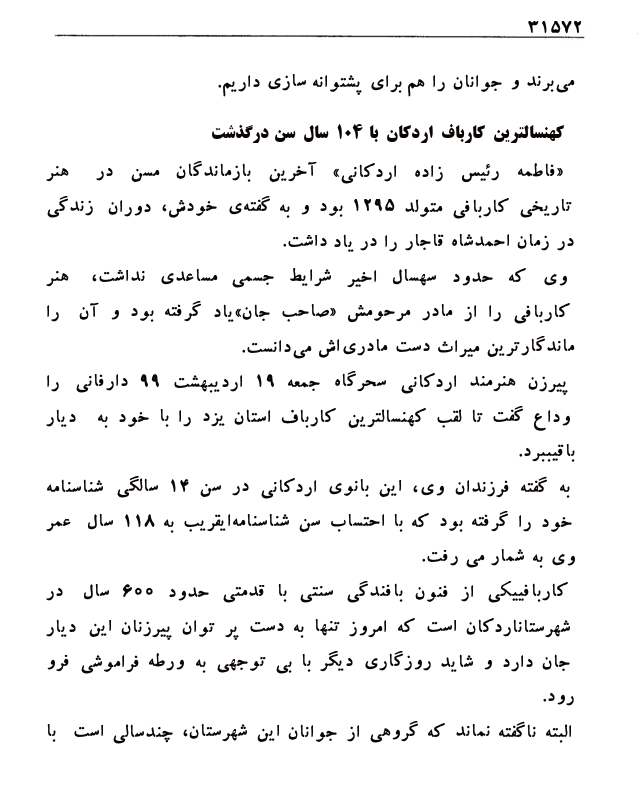 ۳۱۵۷۲
می‌برند و جوانان را هم برای پشتوانه سازی داریم.
کهنسالترین کارباف اردکان با ۱۰۴ سال سن درگذشت
«فاطمه رئیس زاده اردکانی» آخرین بازماندگان مسن در هنر
تاریخی کاربافی متولد ۱۲۹۵ بود و به گفته‌ی خودش، دوران زندگی
در زمان احمدشاه قاجار را در یاد داشت.
وی که حدود سهسال اخیر شرایط جسمی مساعدی نداشت، هنر
کاربافی را از مادر مرحومش «صاحب جان»یاد گرفته بود و آن را
ماندگارترین میراث دست مادری‌اش می‌دانست.
پیرزن هنرمند اردکانی سحرگاه جمعه ۱۹ اردیبهشت ۹۹ دارفانی را
وداع گفت تا لقب کهنسالترین کارباف استان یزد را با خود به دیار
باقیببرد.
به گفته فرزندان وی، این بانوی اردکانی در سن ۱۴ سالگی شناسنامه
خود را گرفته بود که با احتساب سن شناسنامه‌ایقریب به ۱۱۸ سال عمر
وی به شمار می رفت.
کاربافییکی از فنون بافندگی سنتی با قدمتی حدود ۶۰۰ سال در
شهرستاناردکان است که امروز تنها به دست پر توان پیرزنان این دیار
جان دارد و شاید روزگاری دیگر با بی توجهی به ورطه فراموشی فرو
رود.
البته ناگفته نماند که گروهی از جوانان این شهرستان، چندسالی است با